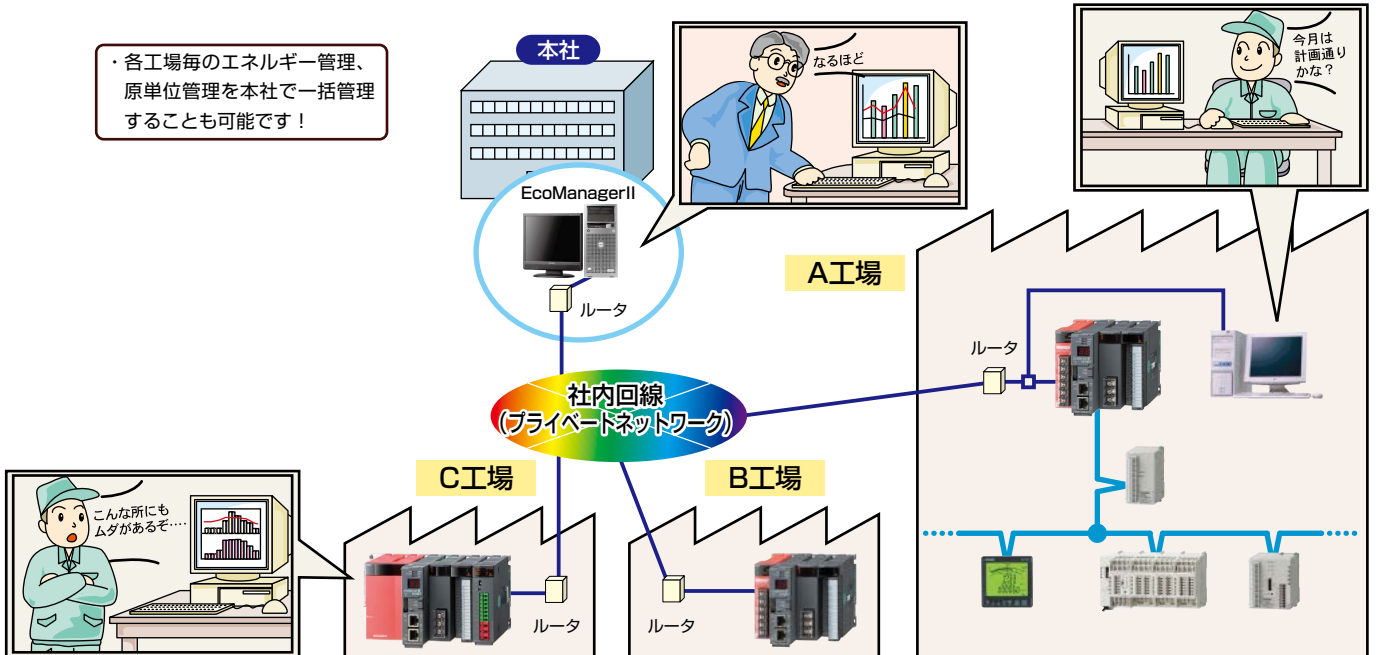 ・各工場毎のエネルギー管理、
原単位管理を本社で一括管理
することも可能です！
本社
なるほど
今月は
計画通り
かな？
EcoManagerII
ルータ
A工場
ルータ
社内回線
(プライベートネットワーク)
C工場
B工場
こんな所にも
ムダがあるぞ‥‥
ルータ
ルータ